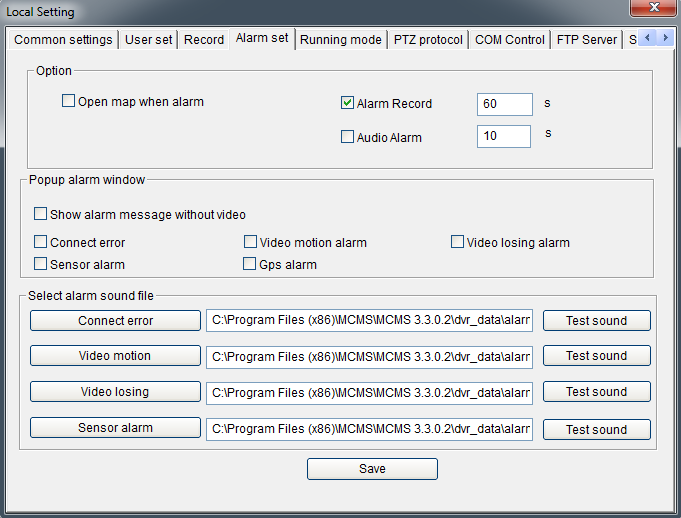 Local Setting
Common settings User set Record Alarm set Running mode PTZ protocol COM Control FTP Server S
Option
Open map when alarm Alarm Record 60 s
Audio Alarm 10 s
Popup alarm window
Show alarm message without video
Connect error Video motion alarm Video losing alarm
Sensor alarm Gps alarm
Select alarm sound file
Connect error C:\Program Files (x86)\MCMS\MCMS 3.3.0.2\dvr_data\alarn Test sound
Video motion C:\Program Files (x86)\MCMS\MCMS 3.3.0.2\dvr_data\alarn Test sound
Video losing C:\Program Files (x86)\MCMS\MCMS 3.3.0.2\dvr_data\alarn Test sound
Sensor alarm C:\Program Files (x86)\MCMS\MCMS 3.3.0.2\dvr_data\alarn Test sound
Save